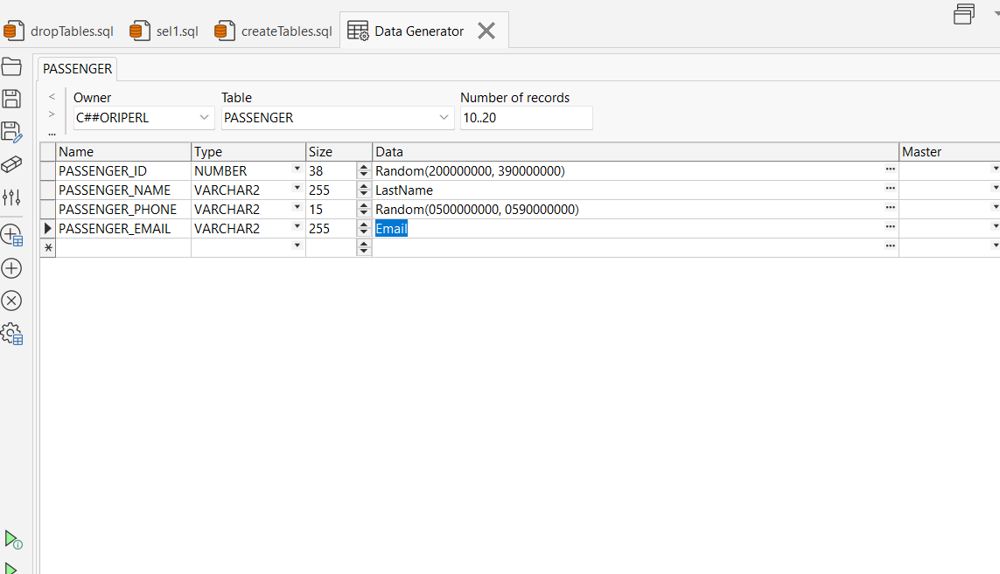 dropTables.sql sel1.sql createTables.sql Data Generator
PASSENGER
< Owner Table Number of records
> C##ORIPERL PASSENGER 10..20
...
Name Type Size Data Master
PASSENGER_ID NUMBER 38 Random(200000000, 390000000) ...
PASSENGER_NAME VARCHAR2 255 LastName ...
PASSENGER_PHONE VARCHAR2 15 Random(0500000000, 0590000000) ...
PASSENGER_EMAIL VARCHAR2 255 Email ...
* ...